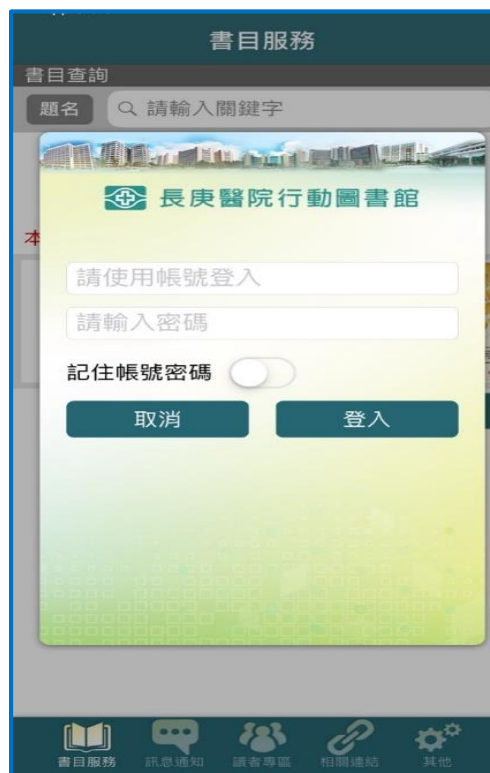 書目服務
書目查詢
題名 請輸入關鍵字
長庚醫院行動圖書館
本
請使用帳號登入
請輸入密碼
記住帳號密碼
取消 登入
書目服務 訊息通知 讀者專區 相關連結 其他